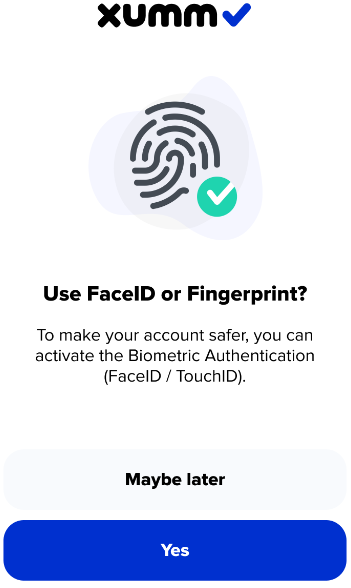 xumm
Use FaceID or Fingerprint?
To make your account safer, you can
activate the Biometric Authentication
(FaceID / TouchID).
Maybe later
Yes